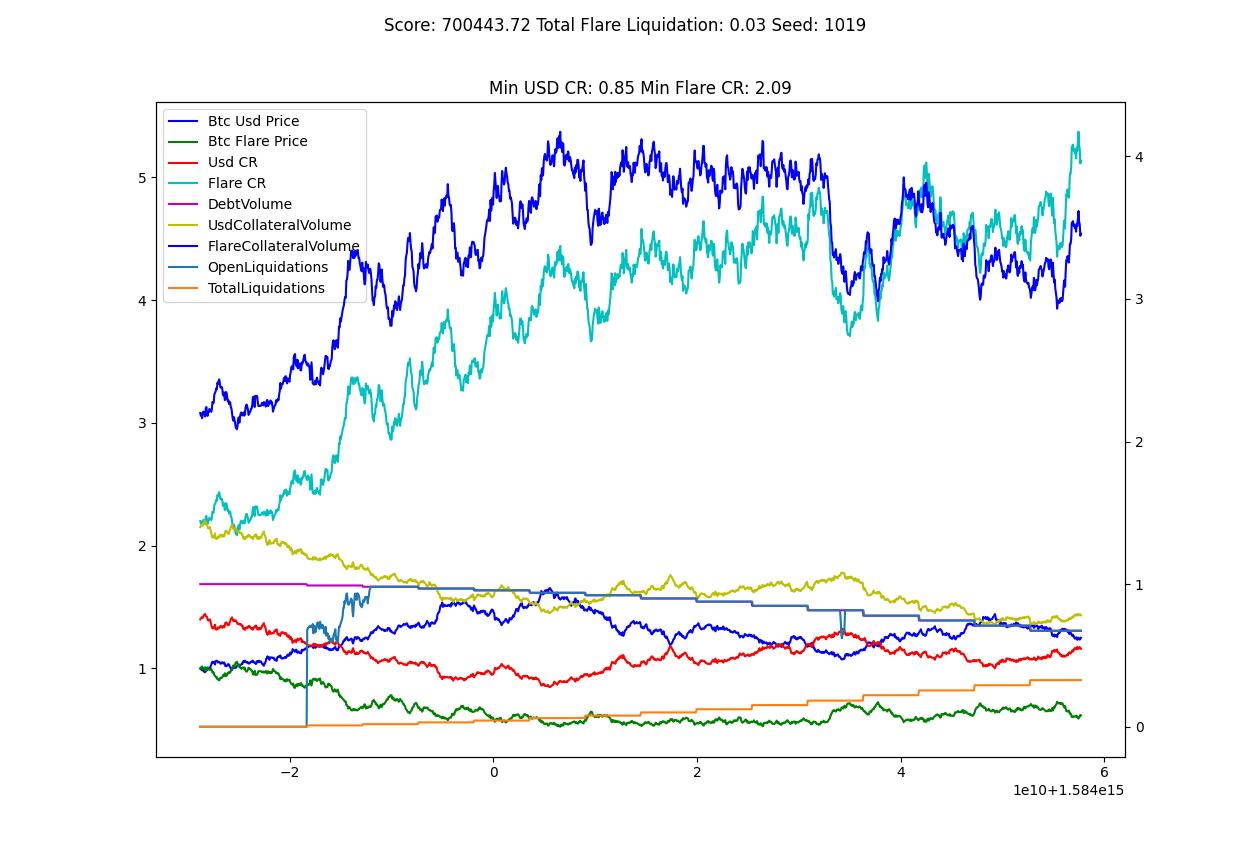 Score: 700443.72 Total Flare Liquidation: 0.03 Seed: 1019
Min USD CR: 0.85 Min Flare CR: 2.09
Btc Usd Price
Btc Flare Price
Usd CR
Flare CR
DebtVolume
UsdCollateralVolume
FlareCollateralVolume
OpenLiquidations
TotalLiquidations
5
4
3
2
1
4
3
2
1
0
−2
0
2
4
6
1e10+1.584e15